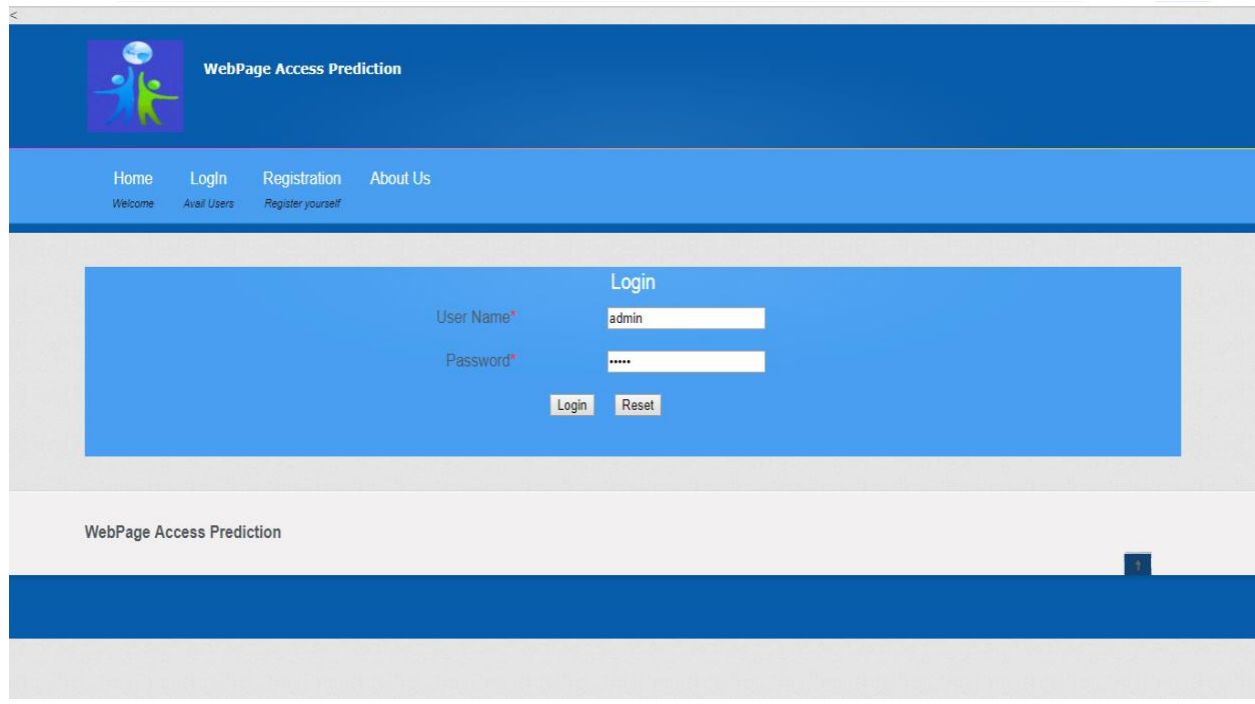 <
WebPage Access Prediction
Home LogIn Registration About Us
Welcome Avail Users Register yourself
Login
User Name* admin
Password* •••••
Login Reset
WebPage Access Prediction
↑